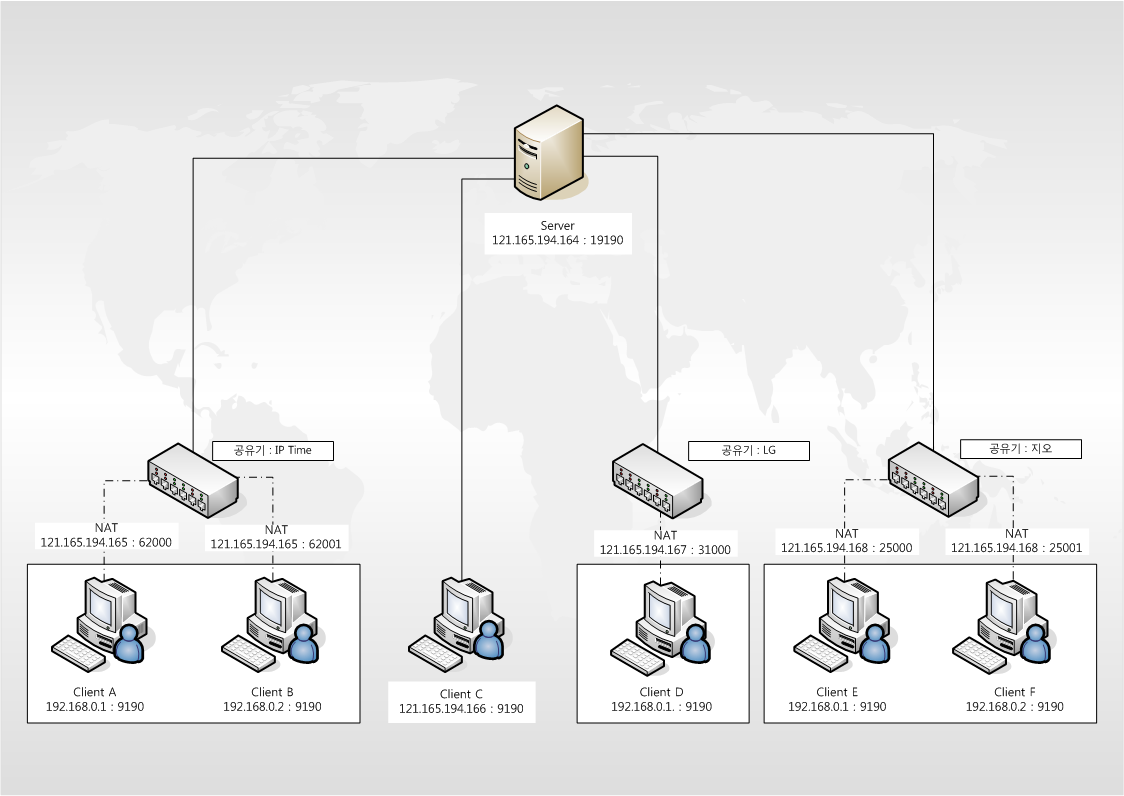 Server
121.165.194.164 : 19190
공유기 : IP Time
공유기 : LG
공유기 : 지오
NAT
121.165.194.165 : 62000
NAT
121.165.194.165 : 62001
NAT
121.165.194.167 : 31000
NAT
121.165.194.168 : 25000
NAT
121.165.194.168 : 25001
Client A
192.168.0.1 : 9190
Client B
192.168.0.2 : 9190
Client C
121.165.194.166 : 9190
Client D
192.168.0.1. : 9190
Client E
192.168.0.1 : 9190
Client F
192.168.0.2 : 9190